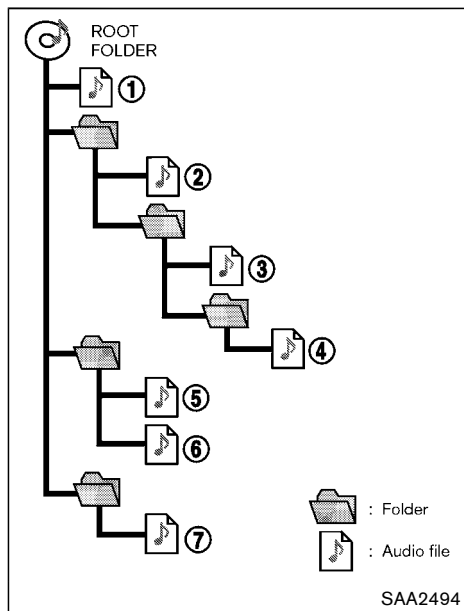 ROOT
FOLDER
①
②
③
④
⑤
⑥
⑦
: Folder
: Audio file
SAA2494